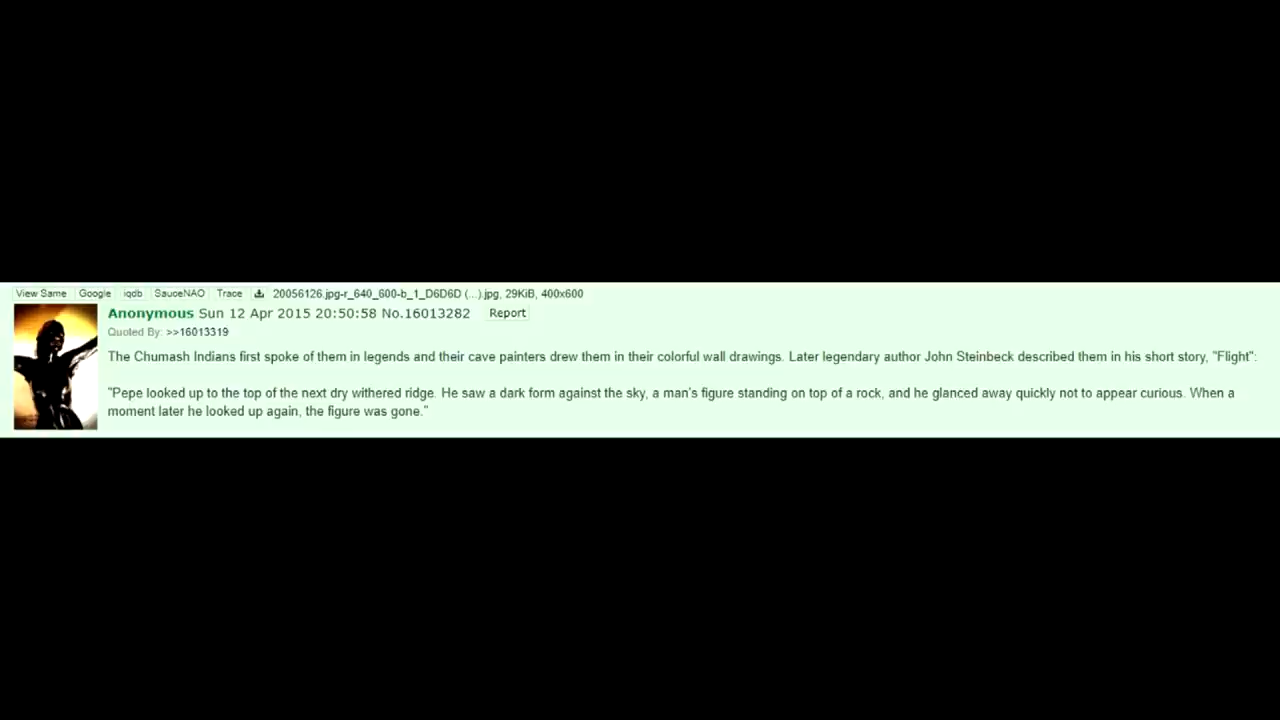 View Same Google iqdb SauceNAO Trace 20056126.jpg-r_640_600-b_1_D6D6D (...).jpg, 29KiB, 400x600
Anonymous Sun 12 Apr 2015 20:50:58 No.16013282 Report
Quoted By: >>16013319
The Chumash Indians first spoke of them in legends and their cave painters drew them in their colorful wall drawings. Later legendary author John Steinbeck described them in his short story, "Flight":
"Pepe looked up to the top of the next dry withered ridge. He saw a dark form against the sky, a man's figure standing on top of a rock, and he glanced away quickly not to appear curious. When a
moment later he looked up again, the figure was gone."